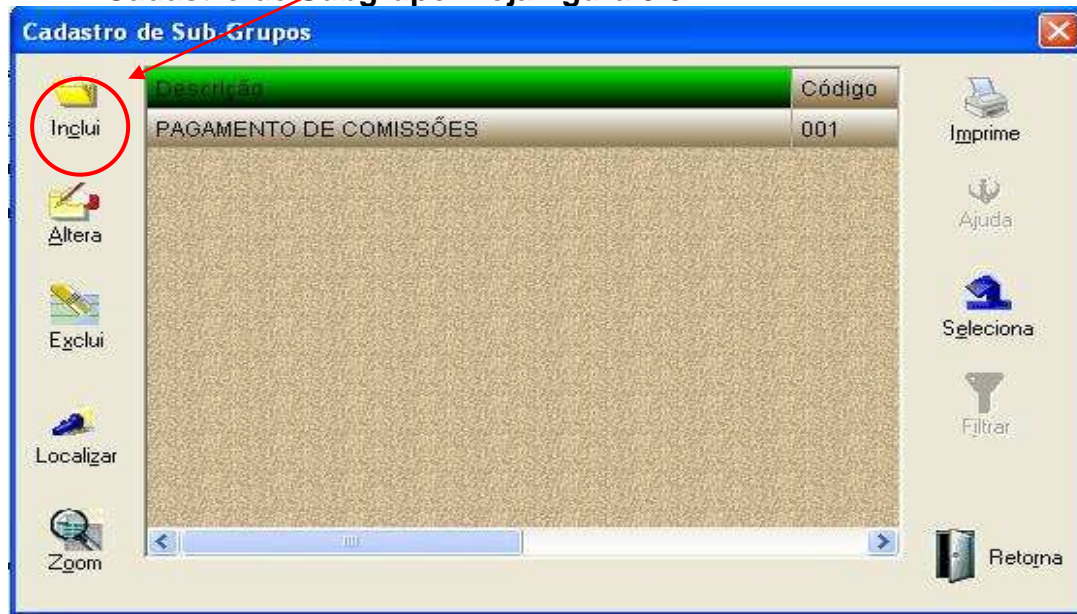 Cadastro de Sub-Grupos
Descrição Código
PAGAMENTO DE COMISSÕES 001
Inclui
Altera
Exclui
Localizar
Zoom
Imprime
Ajuda
Seleciona
Filtrar
Retorna